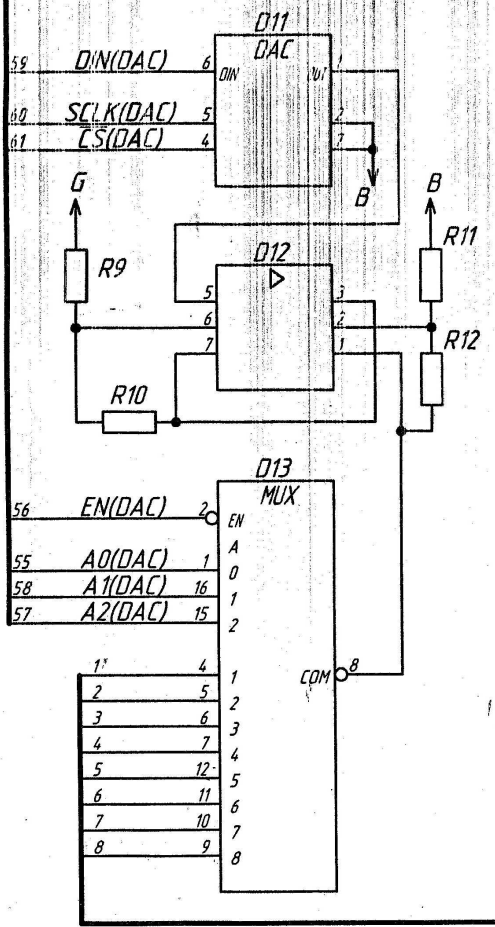 D11
DAC
59 DIN(DAC) 6 DIN OUT 1
60 SCLK(DAC) 5 2
61 CS(DAC) 4 7
G B B
R11
R9 D12
5 3
6 2
7 1
R12
R10
D13
MUX
56 EN(DAC) 2 EN
A
55 A0(DAC) 1 0
58 A1(DAC) 16 1
57 A2(DAC) 15 2
1 4 1 COM 8
2 5 2
3 6 3
4 7 4
5 12 5
6 11 6
7 10 7
8 9 8